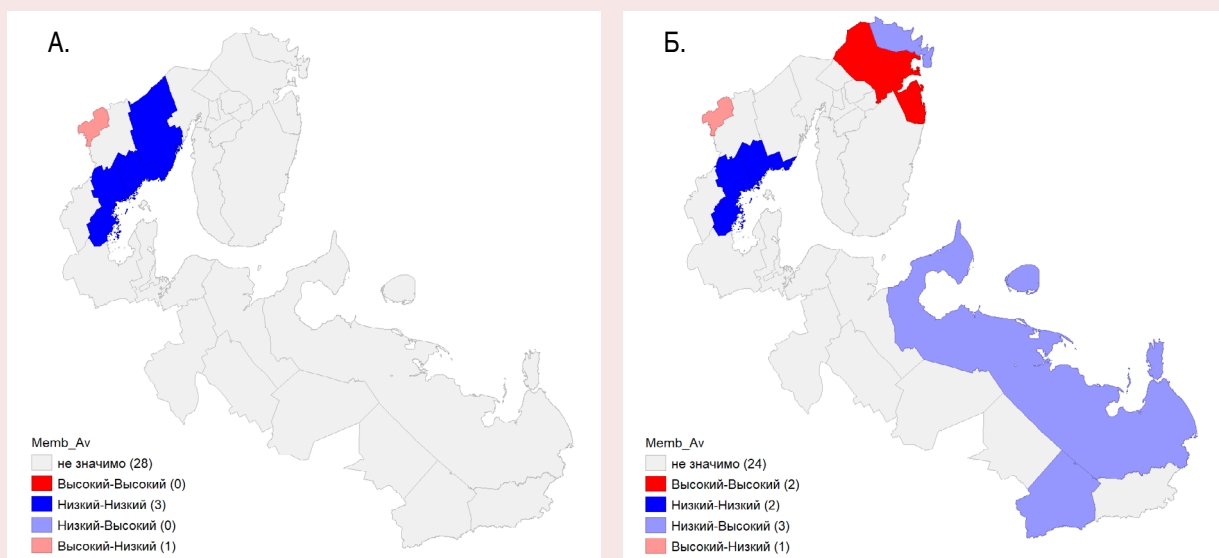 А.
Memb_Av
не значимо (28)
Высокий-Высокий (0)
Низкий-Низкий (3)
Низкий-Высокий (0)
Высокий-Низкий (1)
Б.
Memb_Av
не значимо (24)
Высокий-Высокий (2)
Низкий-Низкий (2)
Низкий-Высокий (3)
Высокий-Низкий (1)